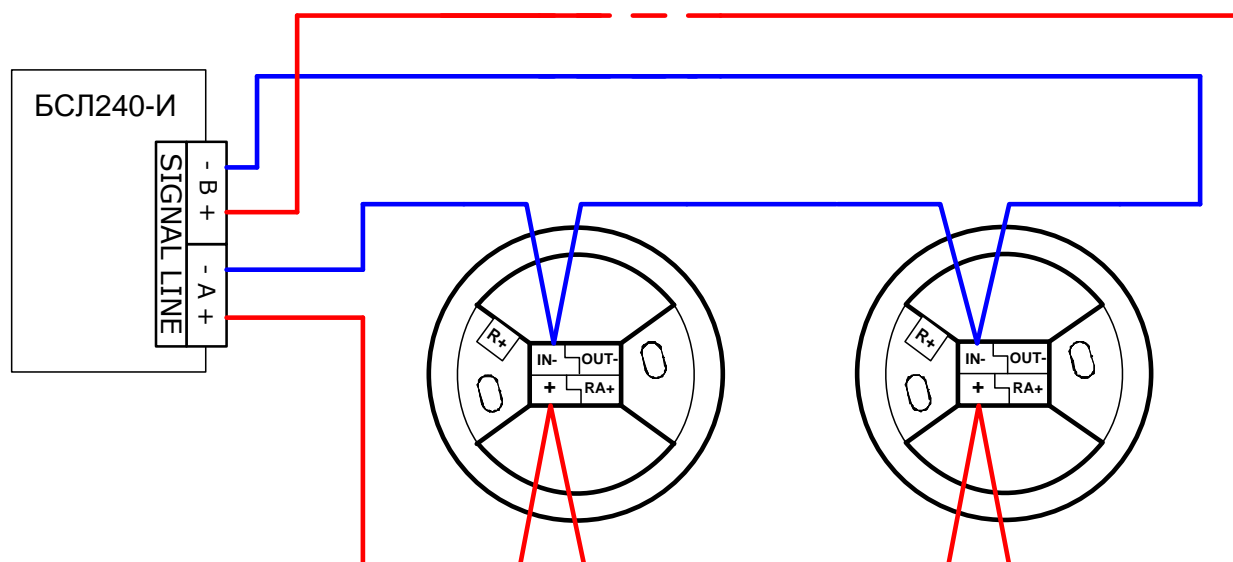 БСЛ240-И
SIGNAL LINE
- B +
- A +
R+
IN- OUT-
+ RA+
R+
IN- OUT-
+ RA+